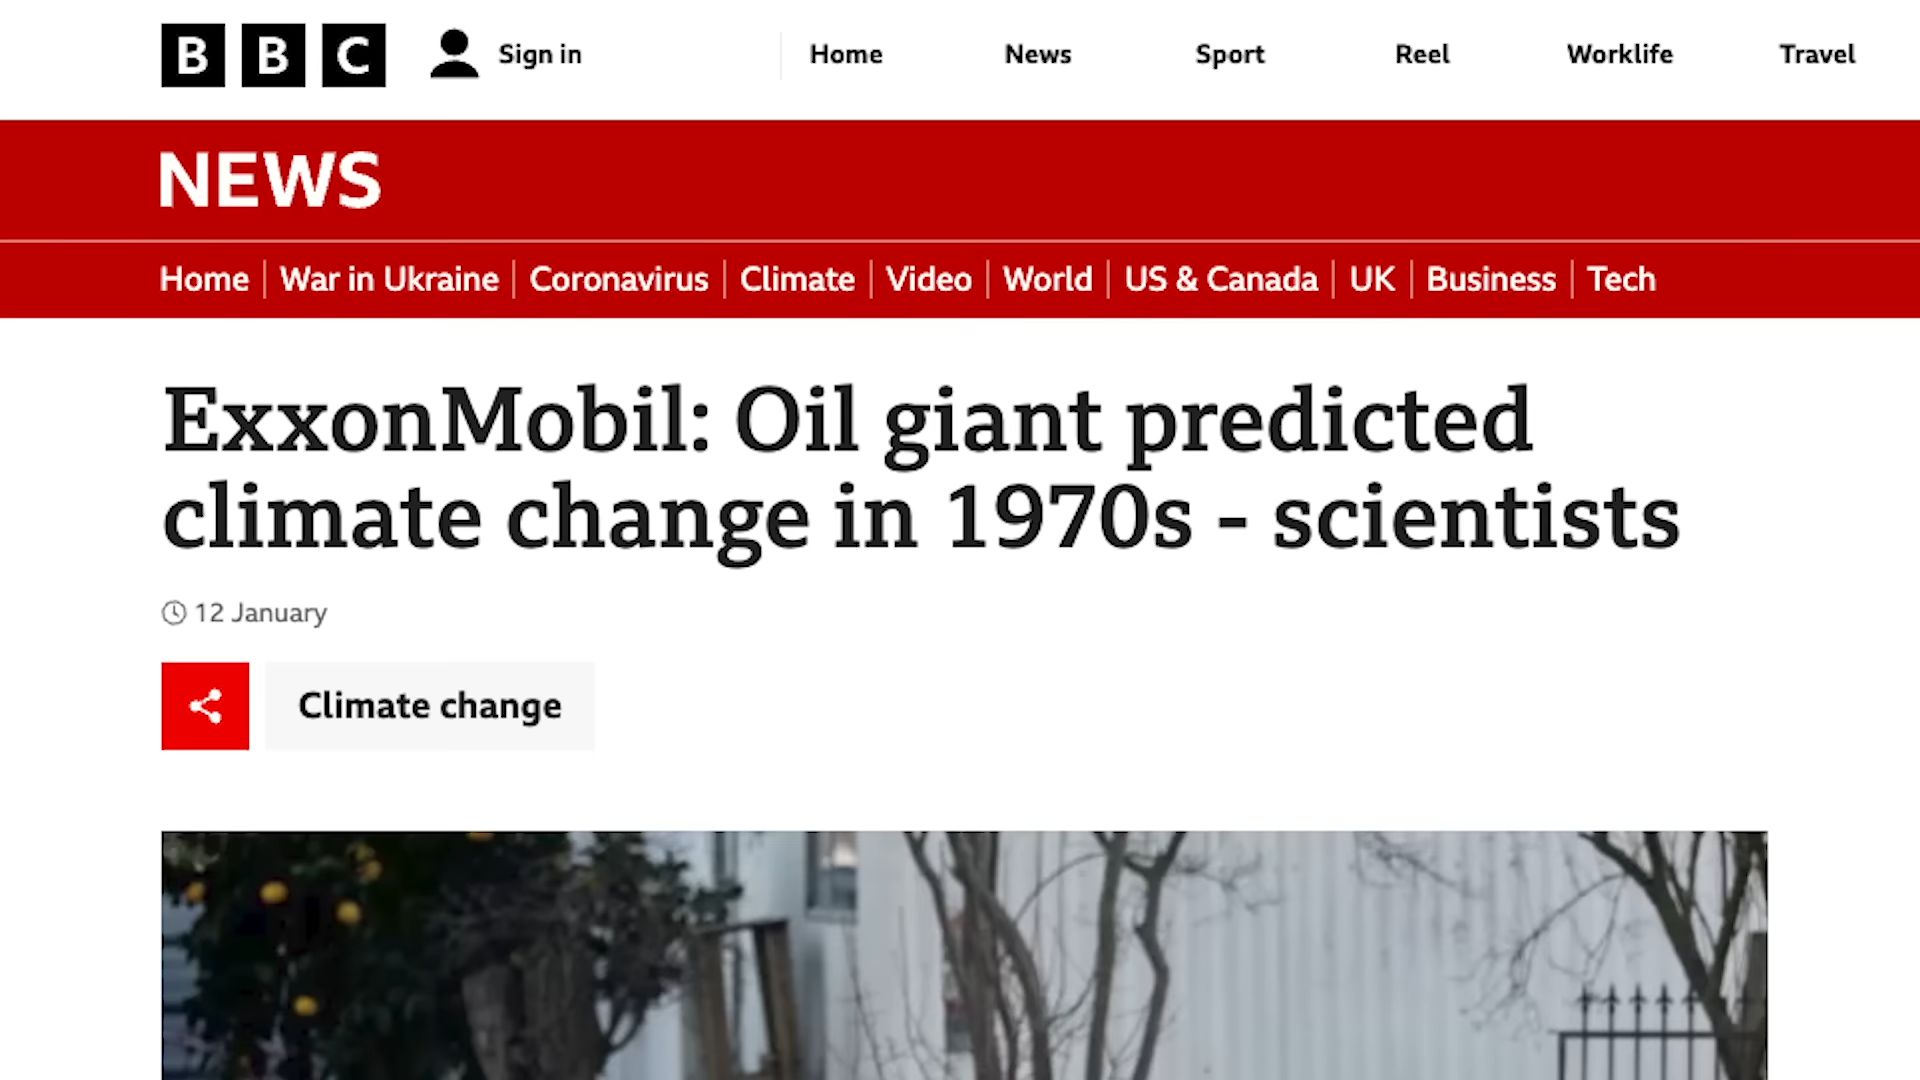 BBC Sign in Home News Sport Reel Worklife Travel
NEWS
Home War in Ukraine Coronavirus Climate Video World US & Canada UK Business Tech
ExxonMobil: Oil giant predicted
climate change in 1970s - scientists
12 January
Climate change